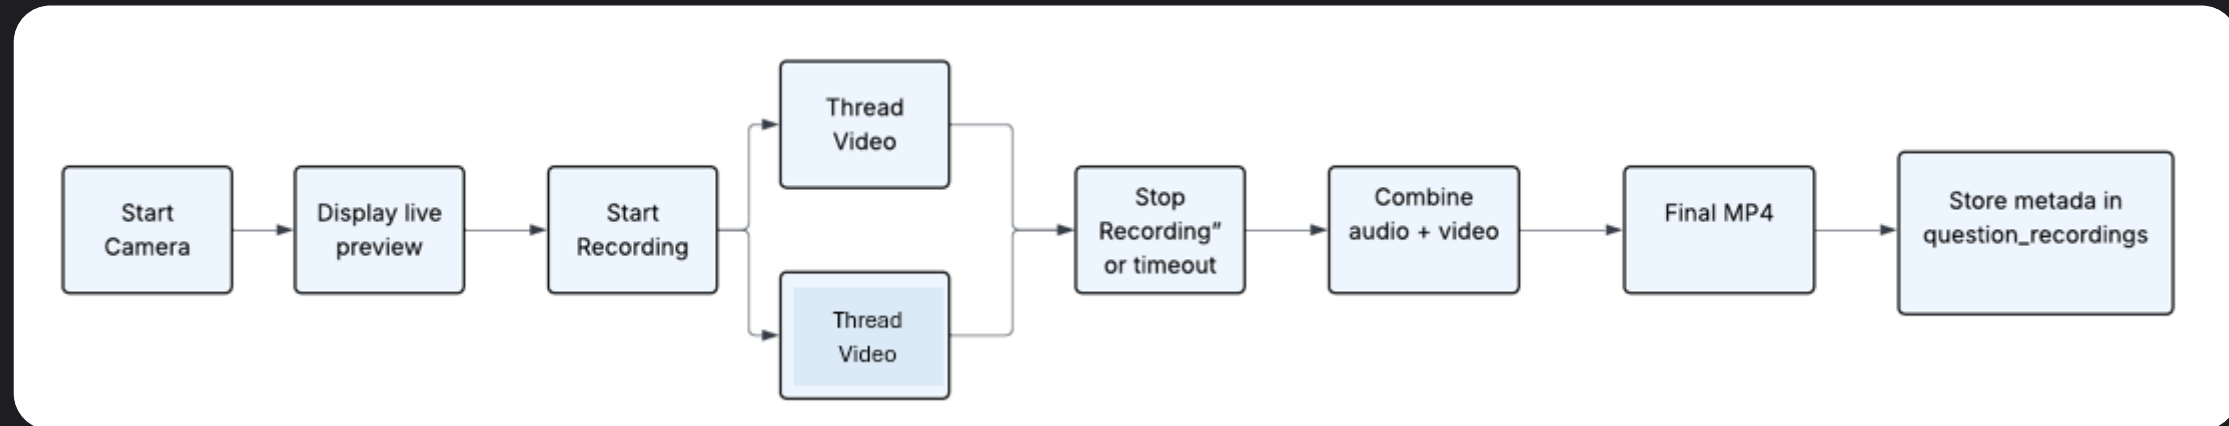 Start
Camera
Display live
preview
Start
Recording
Thread
Video
Thread
Video
Stop
Recording”
or timeout
Combine
audio + video
Final MP4
Store metada in
question_recordings